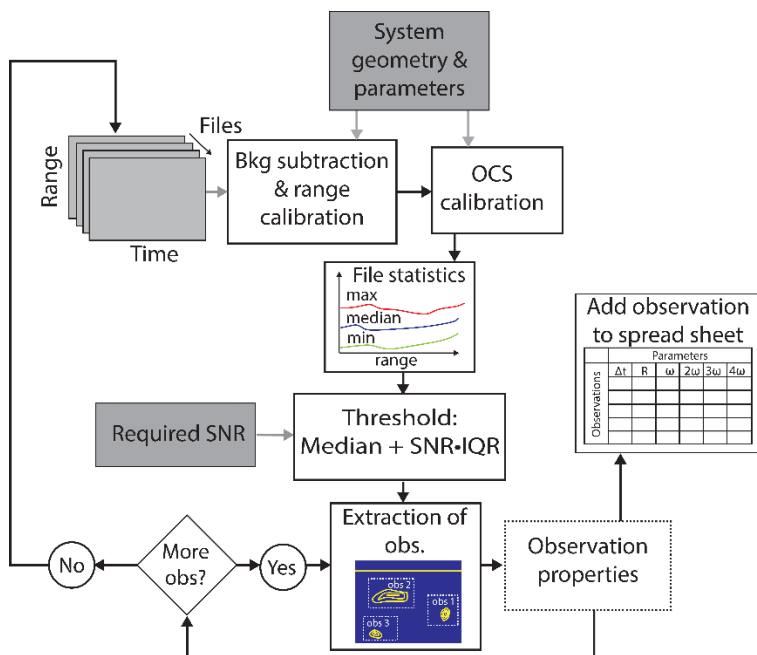 System
geometry &
parameters
Files
Range
Time
Bkg subtraction
& range
calibration
OCS
calibration
File statistics
max
median
min
range
Add observation
to spread sheet
Parameters
Δt R ω 2ω 3ω 4ω
Observations
Required SNR
Threshold:
Median + SNR•IQR
Extraction of
obs.
obs 2
obs 1
obs 3
Observation
properties
No
More
obs?
Yes